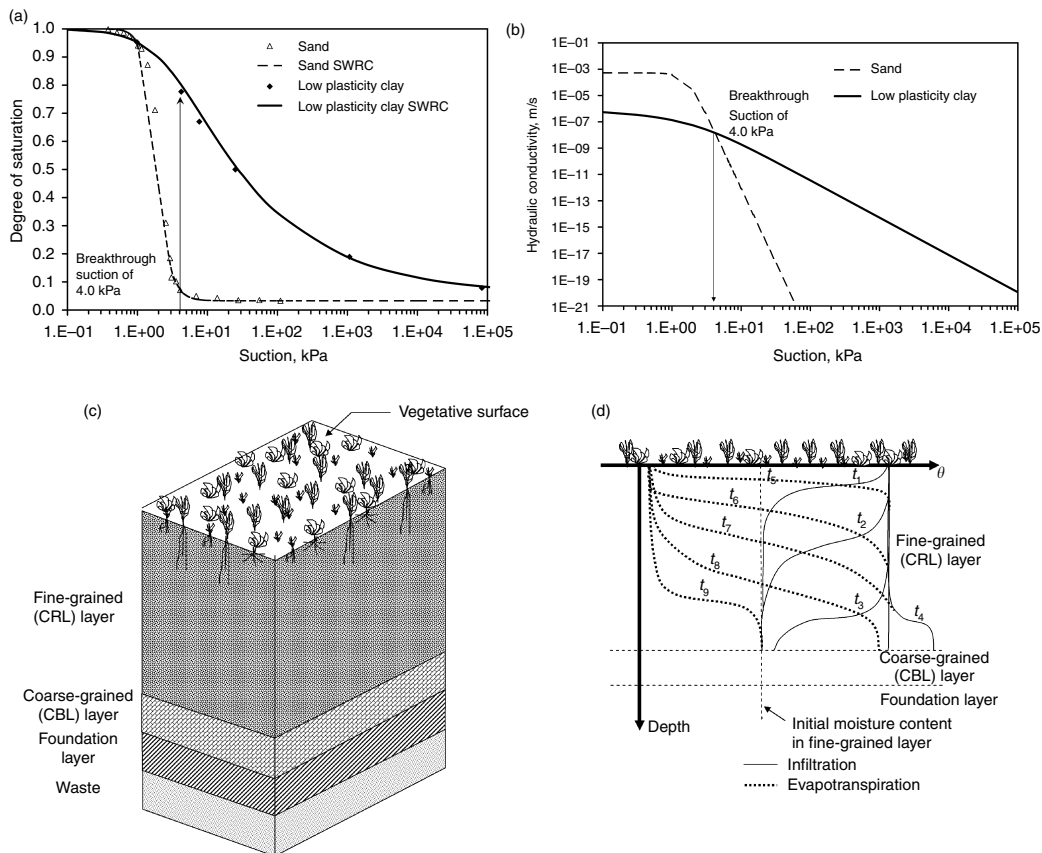 (a)
1.0
0.9
0.8
0.7
0.6
0.5
0.4
0.3
0.2
0.1
0.0
Degree of saturation
Sand
Sand SWRC
Low plasticity clay
Low plasticity clay SWRC
Breakthrough
suction of
4.0 kPa
1.E−01 1.E+00 1.E+01 1.E+02 1.E+03 1.E+04 1.E+05
Suction, kPa
(b)
1E−01
1E−03
1E−05
1E−07
1E−09
1E−11
1E−13
1E−15
1E−17
1E−19
1E−21
Hydraulic conductivity, m/s
Sand
Low plasticity clay
Breakthrough
Suction of
4.0 kPa
1.E−01 1.E+00 1.E+01 1.E+02 1.E+03 1.E+04 1.E+05
Suction, kPa
(c)
Vegetative surface
Fine-grained
(CRL) layer
Coarse-grained
(CBL) layer
Foundation
layer
Waste
(d)
θ
t5
t1
t6
t2
t7
t8
t9
t3
t4
Fine-grained
(CRL) layer
Coarse-grained
(CBL) layer
Foundation layer
Depth
Initial moisture content
in fine-grained layer
Infiltration
Evapotranspiration